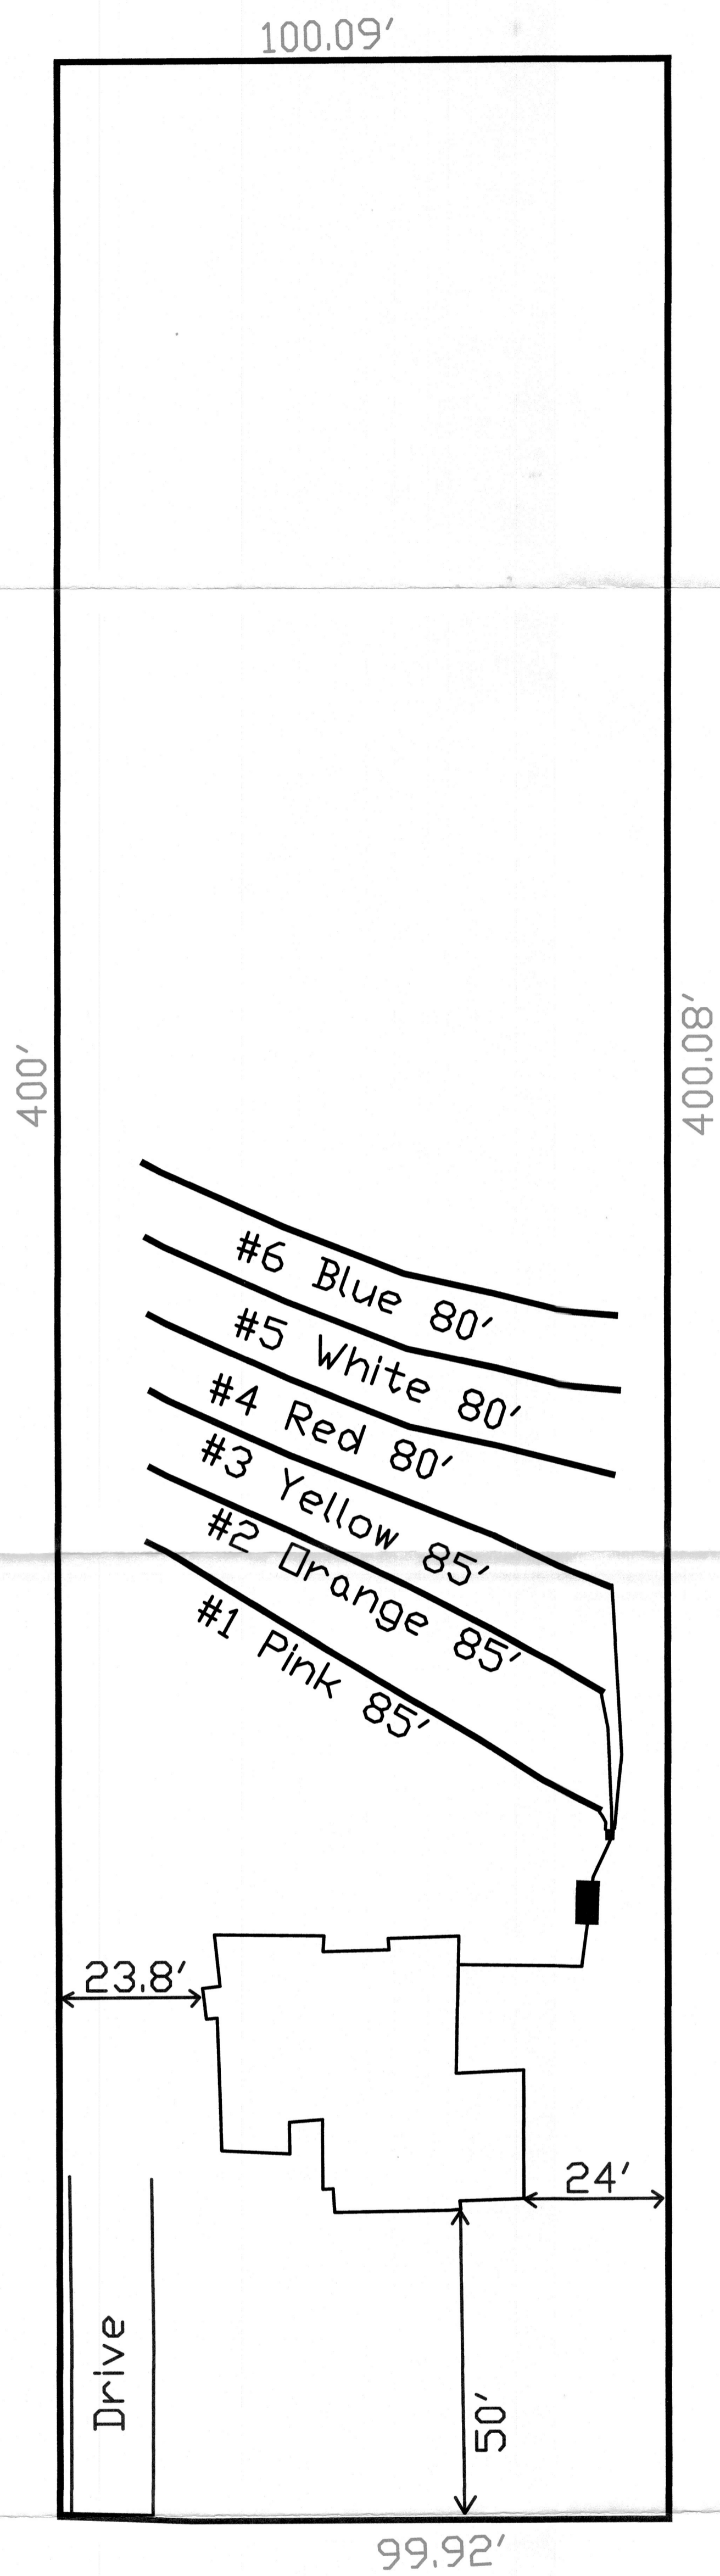 100.09'
400'
400.08'
#6 Blue 80'
#5 White 80'
#4 Red 80'
#3 Yellow 85'
#2 Orange 85'
#1 Pink 85'
23.8'
24'
Drive
50'
99.92'